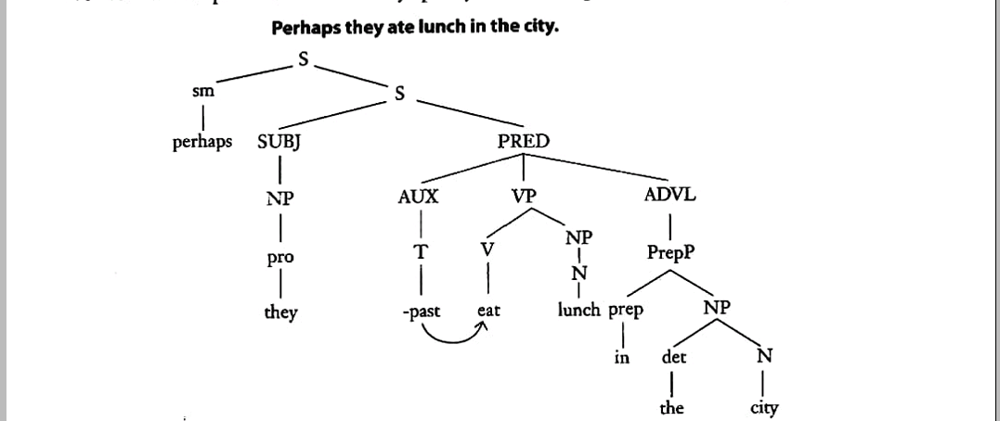 Perhaps they ate lunch in the city.
S
sm S
perhaps SUBJ PRED
NP AUX VP ADVL
pro T V NP PrepP
N
they -past eat lunch prep NP
in det N
the city